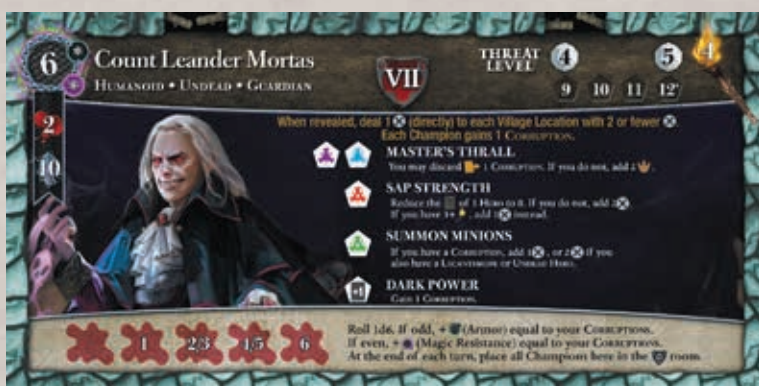 6 Count Leander Mortas THREAT LEVEL 4 5 4
HUMANOID • UNDEAD • GUARDIAN VII 9 10 11 12
2 When revealed, deal 1 (directly) to each Village Location with 2 or fewer .
Each Champion gains 1 CORRUPTION.
10 MASTER'S THRALL
You may discard 1 CORRUPTION. If you do not, add 1 .
SAP STRENGTH
Reduce the of 1 HERO to 0. If you do not, add 2 .
If you have 3+ , add 3 instead.
SUMMON MINIONS
If you have a CORRUPTION, add 1 , or 2 if you
also have a LYCANTHROPE or UNDEAD HERO.
+1 DARK POWER
GAIN 1 CORRUPTION.
1 2/3 4/5 6
Roll 1d6. If odd, + (Armor) equal to your CORRUPTIONS.
If even, + (Magic Resistance) equal to your CORRUPTIONS.
At the end of each turn, place all Champions here in the room.